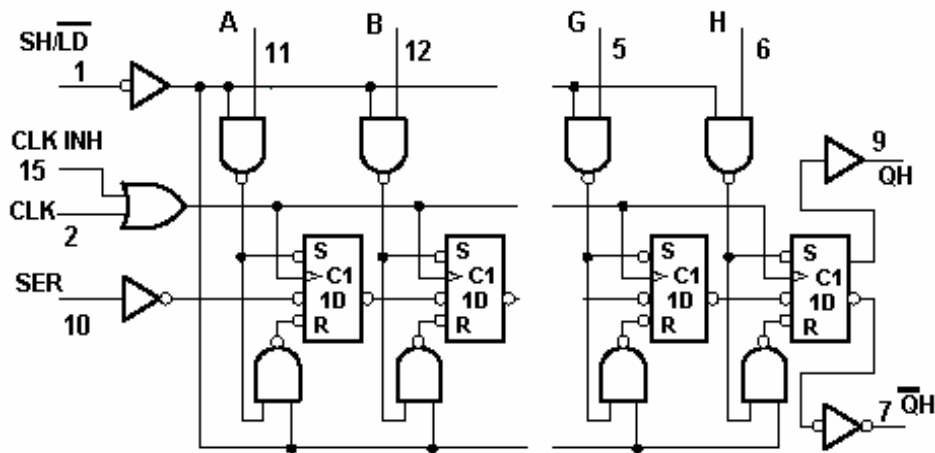 A
B
G
H
SH/LD
1
11
12
5
6
CLK INH
15
CLK
2
9
QH
S
C1
1D
R
S
C1
1D
R
S
C1
1D
R
S
C1
1D
R
SER
10
7
QH